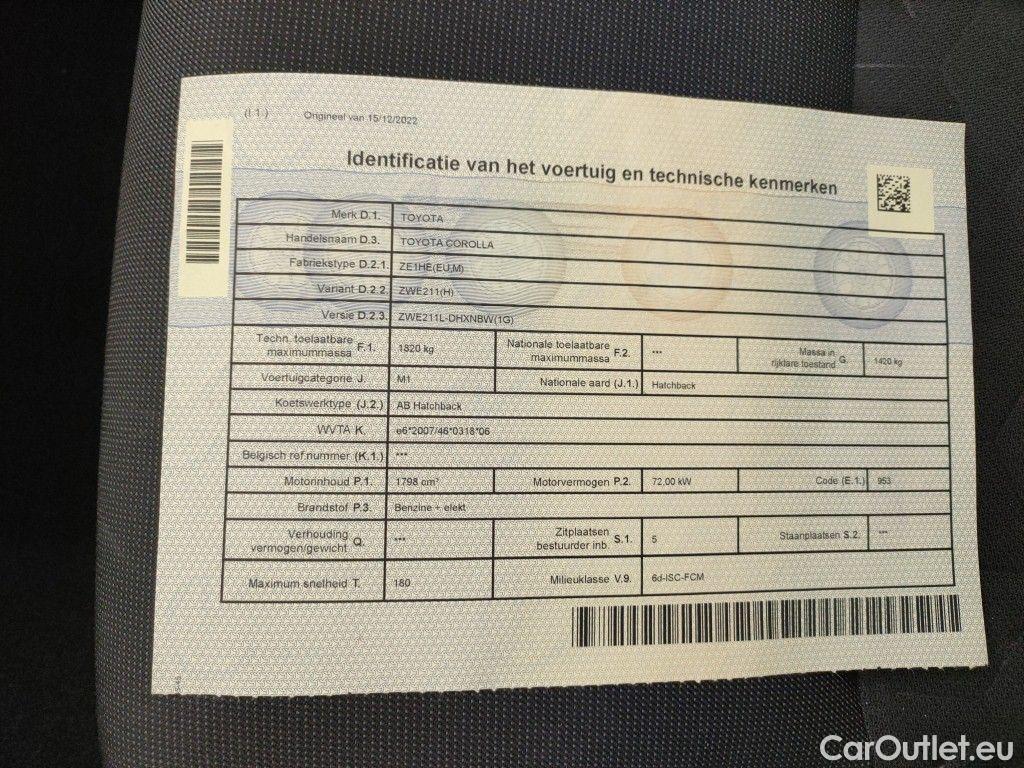 (I.1.) Origineel van 15/12/2022
Identificatie van het voertuig en technische kenmerken
Merk D.1. TOYOTA
Handelsnaam D.3. TOYOTA COROLLA
Fabriekstype D.2.1. ZE1HE(EU,M)
Variant D.2.2. ZWE211(H)
Versie D.2.3. ZWE211L-DHXNBW(1G)
Techn. toelaatbare maximummassa F.1. 1820 kg Nationale toelaatbare maximummassa F.2. *** Massa in rijklare toestand G. 1420 kg
Voertuigcategorie J. M1 Nationale aard (J.1.) Hatchback
Koetswerktype (J.2.) AB Hatchback
WVTA K. e6*2007/46*0318*06
Belgisch ref.nummer (K.1.) ***
Motorinhoud P.1. 1798 cm³ Motorvermogen P.2. 72,00 kW Code (E.1.) 953
Brandstof P.3. Benzine + elekt
Verhouding vermogen/gewicht Q. *** Zitplaatsen bestuurder inb. S.1. 5 Staanplaatsen S.2. ***
Maximum snelheid T. 180 Milieuklasse V.9. 6d-ISC-FCM
CarOutlet.eu